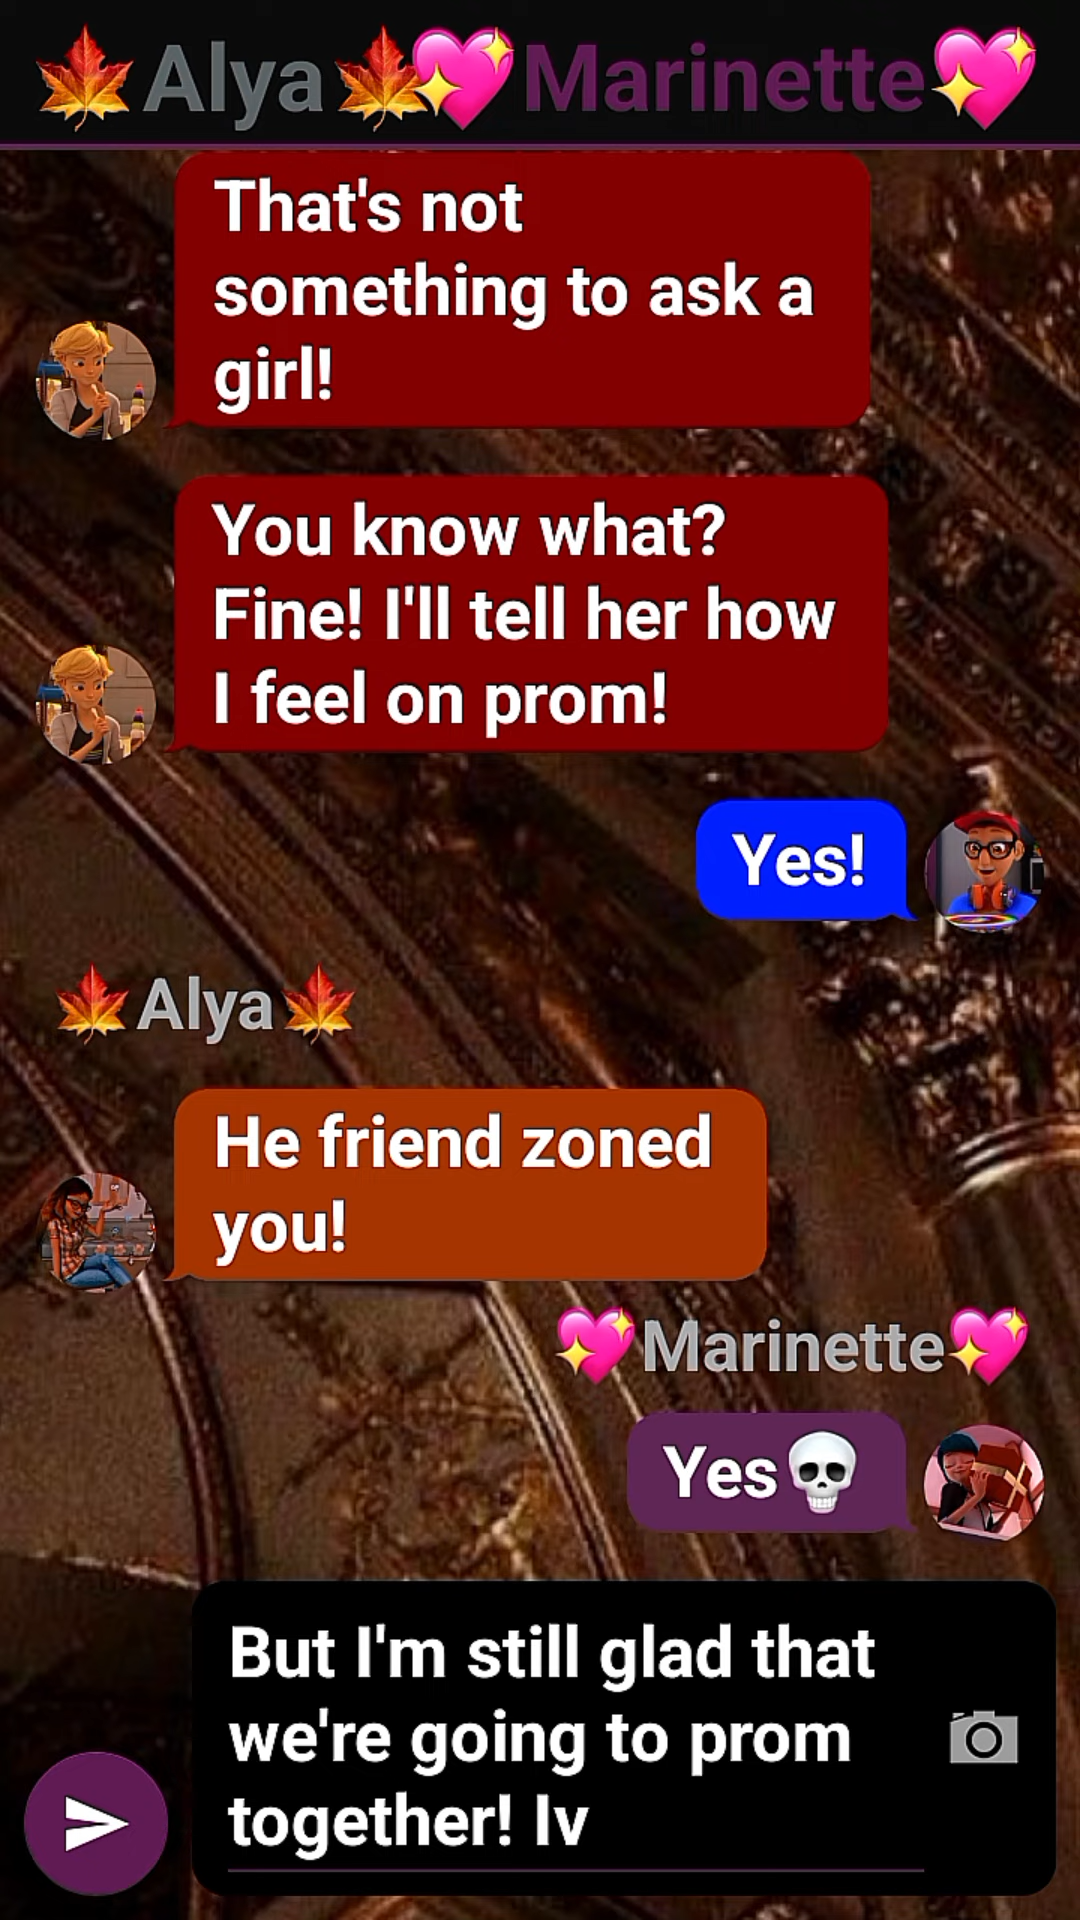 🍁Alya🍁💖Marinette💖
That's not
something to ask a
girl!
You know what?
Fine! I'll tell her how
I feel on prom!
Yes!
🍁Alya🍁
He friend zoned
you!
💖Marinette💖
Yes💀
But I'm still glad that
we're going to prom
together! Iv